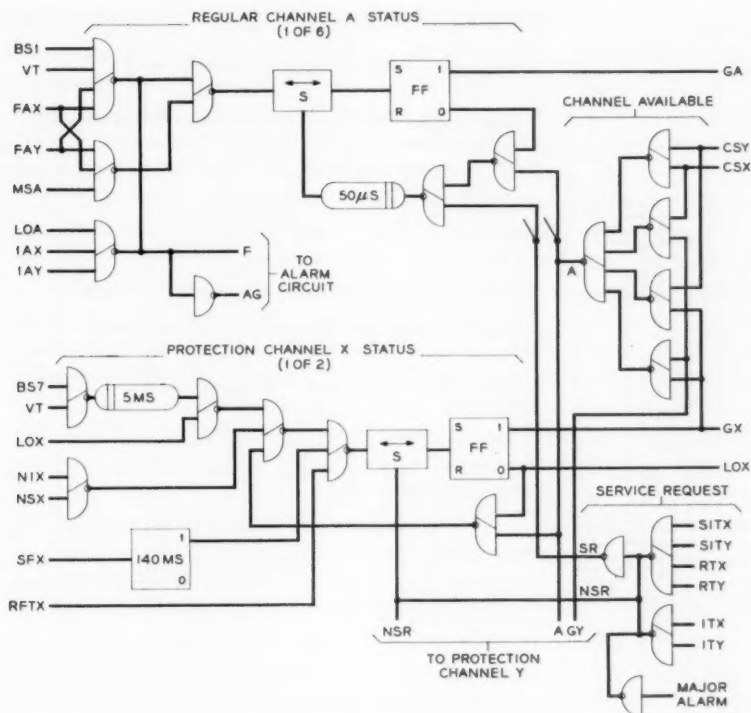 REGULAR CHANNEL A STATUS
(1 OF 6)
BS1
VT
FAX
FAY
MSA
LOA
1AX
1AY
S
S 1
FF
R 0
GA
50μS
F
AG
TO
ALARM
CIRCUIT
CHANNEL AVAILABLE
CSY
CSX
A
PROTECTION CHANNEL X STATUS
(1 OF 2)
BS7
VT
5 MS
LOX
NIX
NSX
SFX
1
140 MS
0
RFTX
S
S 1
FF
R 0
GX
LOX
SERVICE REQUEST
SITX
SITY
RTX
RTY
SR
NSR
ITX
ITY
MAJOR
ALARM
NSR
A GY
TO PROTECTION
CHANNEL Y